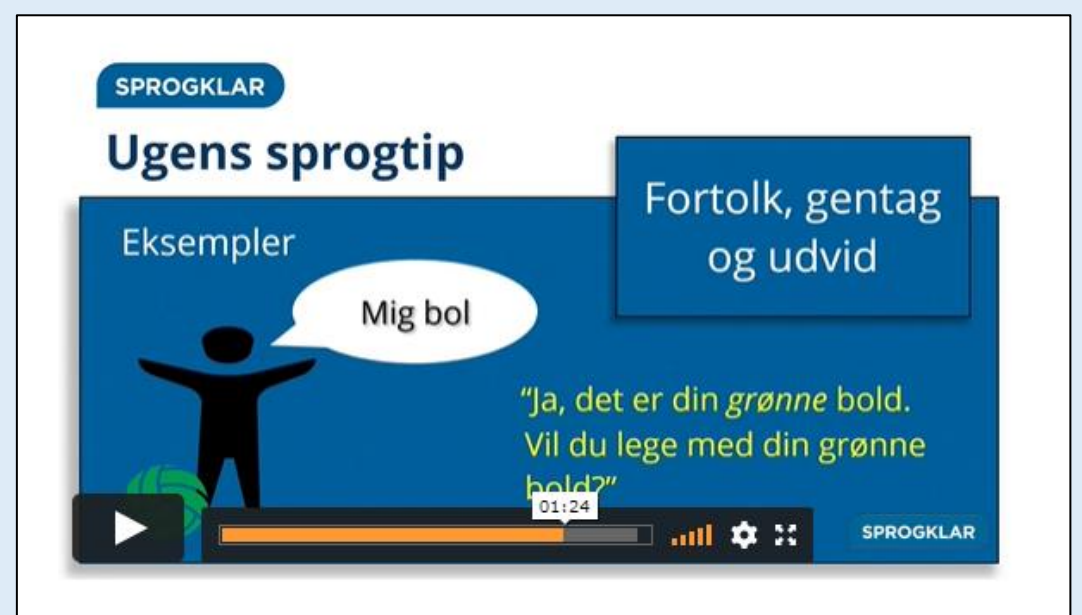 SPROGKLAR
Ugens sprogtip
Fortolk, gentag
og udvid
Eksempler
Mig bol
“Ja, det er din grønne bold.
Vil du lege med din grønne
bold?”
01:24
SPROGKLAR